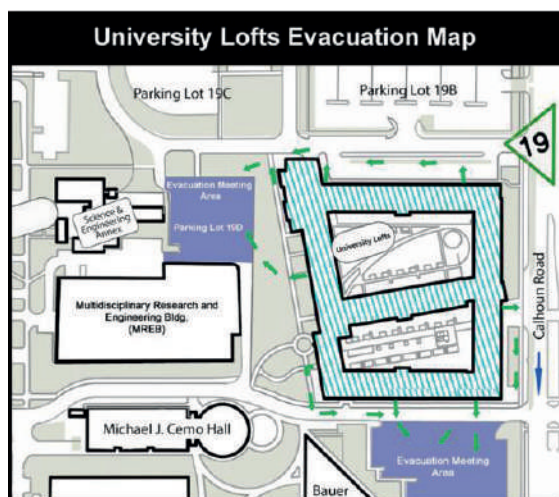 University Lofts Evacuation Map
Parking Lot 19C
Parking Lot 19B
19
Evacuation Meeting
Area
Parking Lot 19D
Science &
Engineering
Annex
University Lofts
Multidisciplinary Research and
Engineering Bldg.
(MREB)
Calhoun Road
Michael J. Cemo Hall
Evacuation Meeting
Area
Bauer